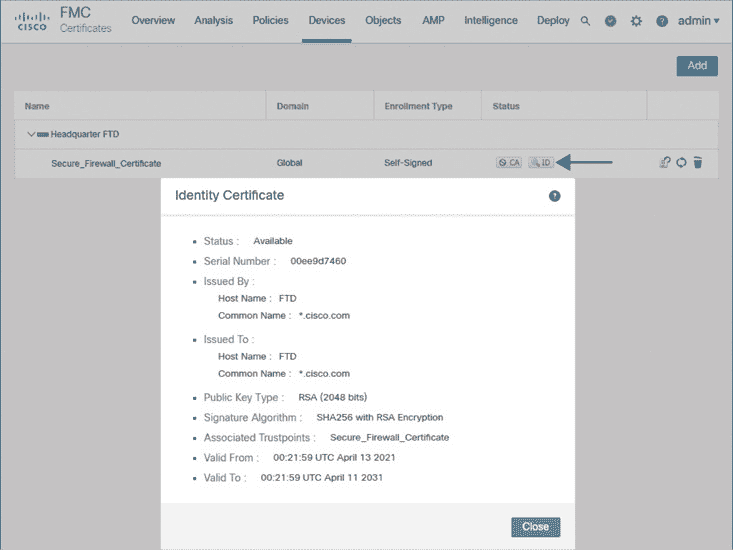 CISCO
FMC
Certificates
Overview
Analysis
Policies
Devices
Objects
AMP
Intelligence
Deploy
admin
Add
Name
Domain
Enrollment Type
Status
Headquarter FTD
Secure_Firewall_Certificate
Global
Self-Signed
CA
ID
Identity Certificate
?
Status : Available
Serial Number : 00ee9d7460
Issued By :
Host Name : FTD
Common Name : *.cisco.com
Issued To :
Host Name : FTD
Common Name : *.cisco.com
Public Key Type : RSA (2048 bits)
Signature Algorithm : SHA256 with RSA Encryption
Associated Trustpoints : Secure_Firewall_Certificate
Valid From : 00:21:59 UTC April 13 2021
Valid To : 00:21:59 UTC April 11 2031
Close